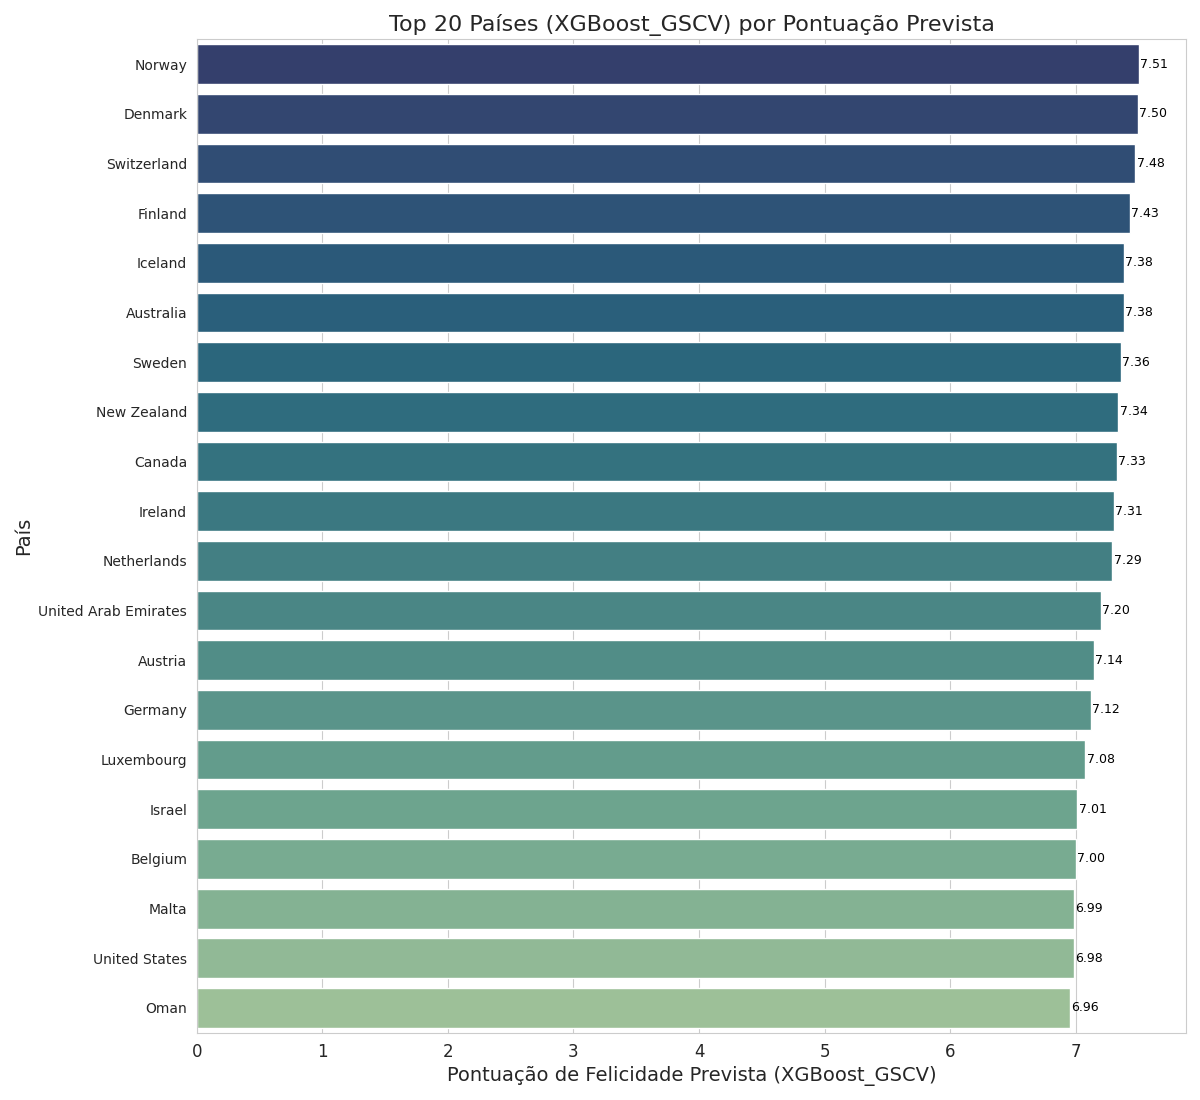 Top 20 Países (XGBoost_GSCV) por Pontuação Prevista
País
Norway 7.51
Denmark 7.50
Switzerland 7.48
Finland 7.43
Iceland 7.38
Australia 7.38
Sweden 7.36
New Zealand 7.34
Canada 7.33
Ireland 7.31
Netherlands 7.29
United Arab Emirates 7.20
Austria 7.14
Germany 7.12
Luxembourg 7.08
Israel 7.01
Belgium 7.00
Malta 6.99
United States 6.98
Oman 6.96
0 1 2 3 4 5 6 7
Pontuação de Felicidade Prevista (XGBoost_GSCV)